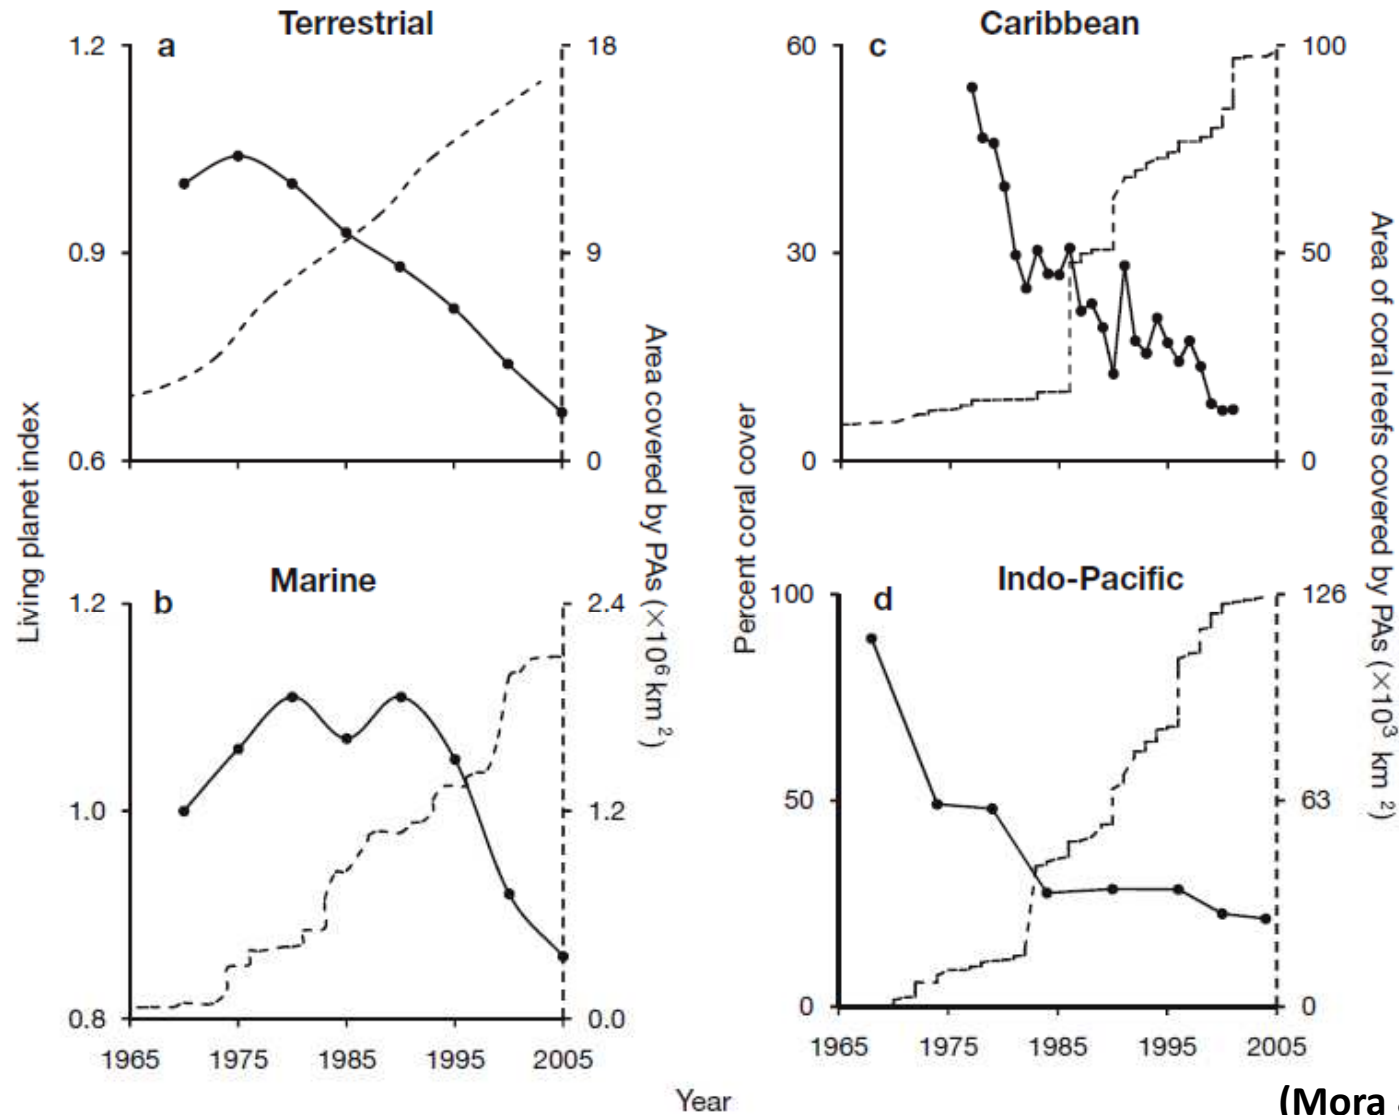 Terrestrial
a
1.2
0.9
0.6
18
9
0
Marine
b
1.2
1.0
0.8
2.4
1.2
0.0
1965 1975 1985 1995 2005
Living planet index
Area covered by PAs (×10⁶ km²)
Caribbean
c
60
30
0
100
50
0
Indo-Pacific
d
100
50
0
126
63
0
1965 1975 1985 1995 2005
Percent coral cover
Area of coral reefs covered by PAs (×10³ km²)
Year
(Mora